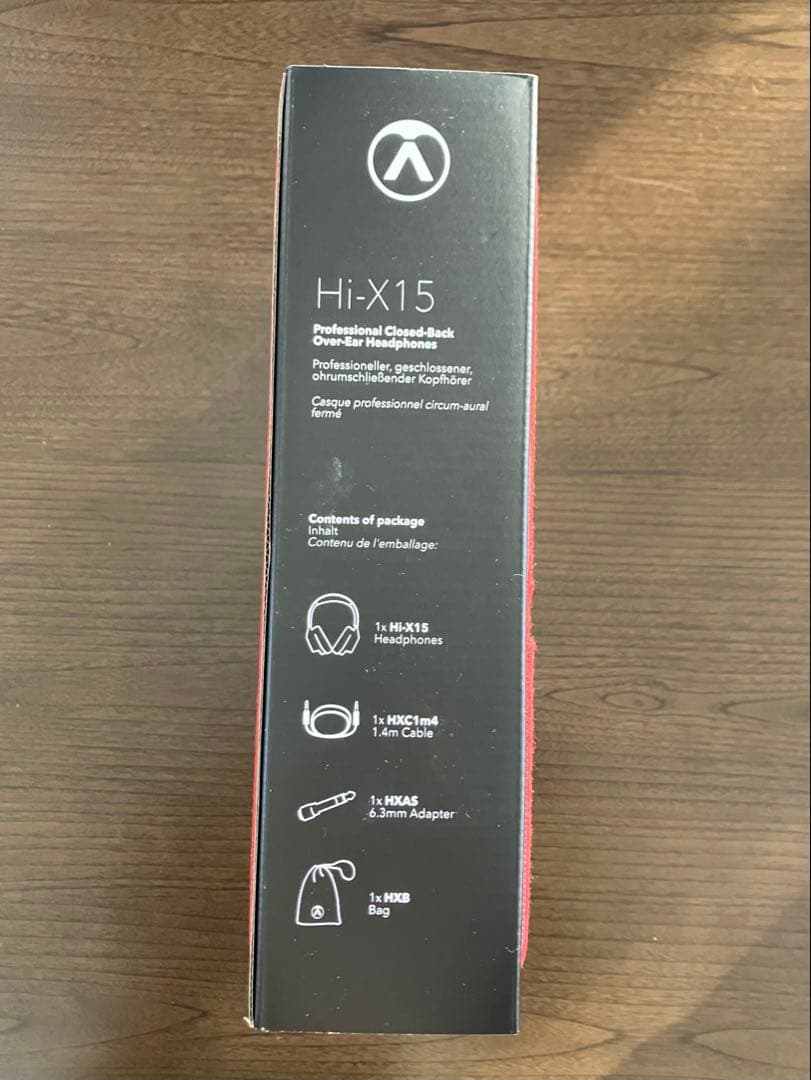 Hi-X15
Professional Closed-Back
Over-Ear Headphones
Professioneller, geschlossener,
ohrumschließender Kopfhörer
Casque professionnel circum-aural
fermé
Contents of package
Inhalt
Contenu de l'emballage:
1x Hi-X15
Headphones
1x HXC1m4
1.4m Cable
1x HXAS
6.3mm Adapter
1x HXB
Bag